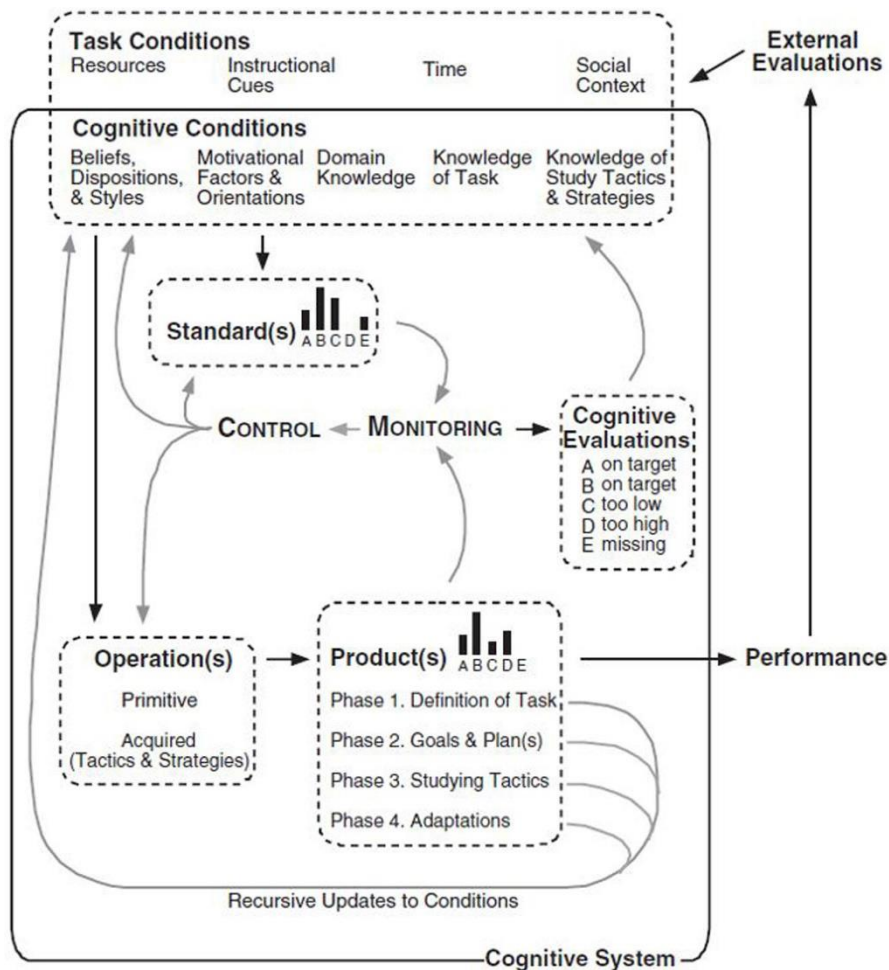 Task Conditions
External
Evaluations
Resources
Instructional
Cues
Time
Social
Context
Cognitive Conditions
Beliefs,
Dispositions,
& Styles
Motivational
Factors &
Orientations
Domain
Knowledge
Knowledge
of Task
Knowledge of
Study Tactics
& Strategies
Standard(s)
A B C D E
CONTROL
MONITORING
Cognitive
Evaluations
A on target
B on target
C too low
D too high
E missing
Operation(s)
Primitive
Acquired
(Tactics & Strategies)
Product(s)
A B C D E
Phase 1. Definition of Task
Phase 2. Goals & Plan(s)
Phase 3. Studying Tactics
Phase 4. Adaptations
Performance
Recursive Updates to Conditions
Cognitive System